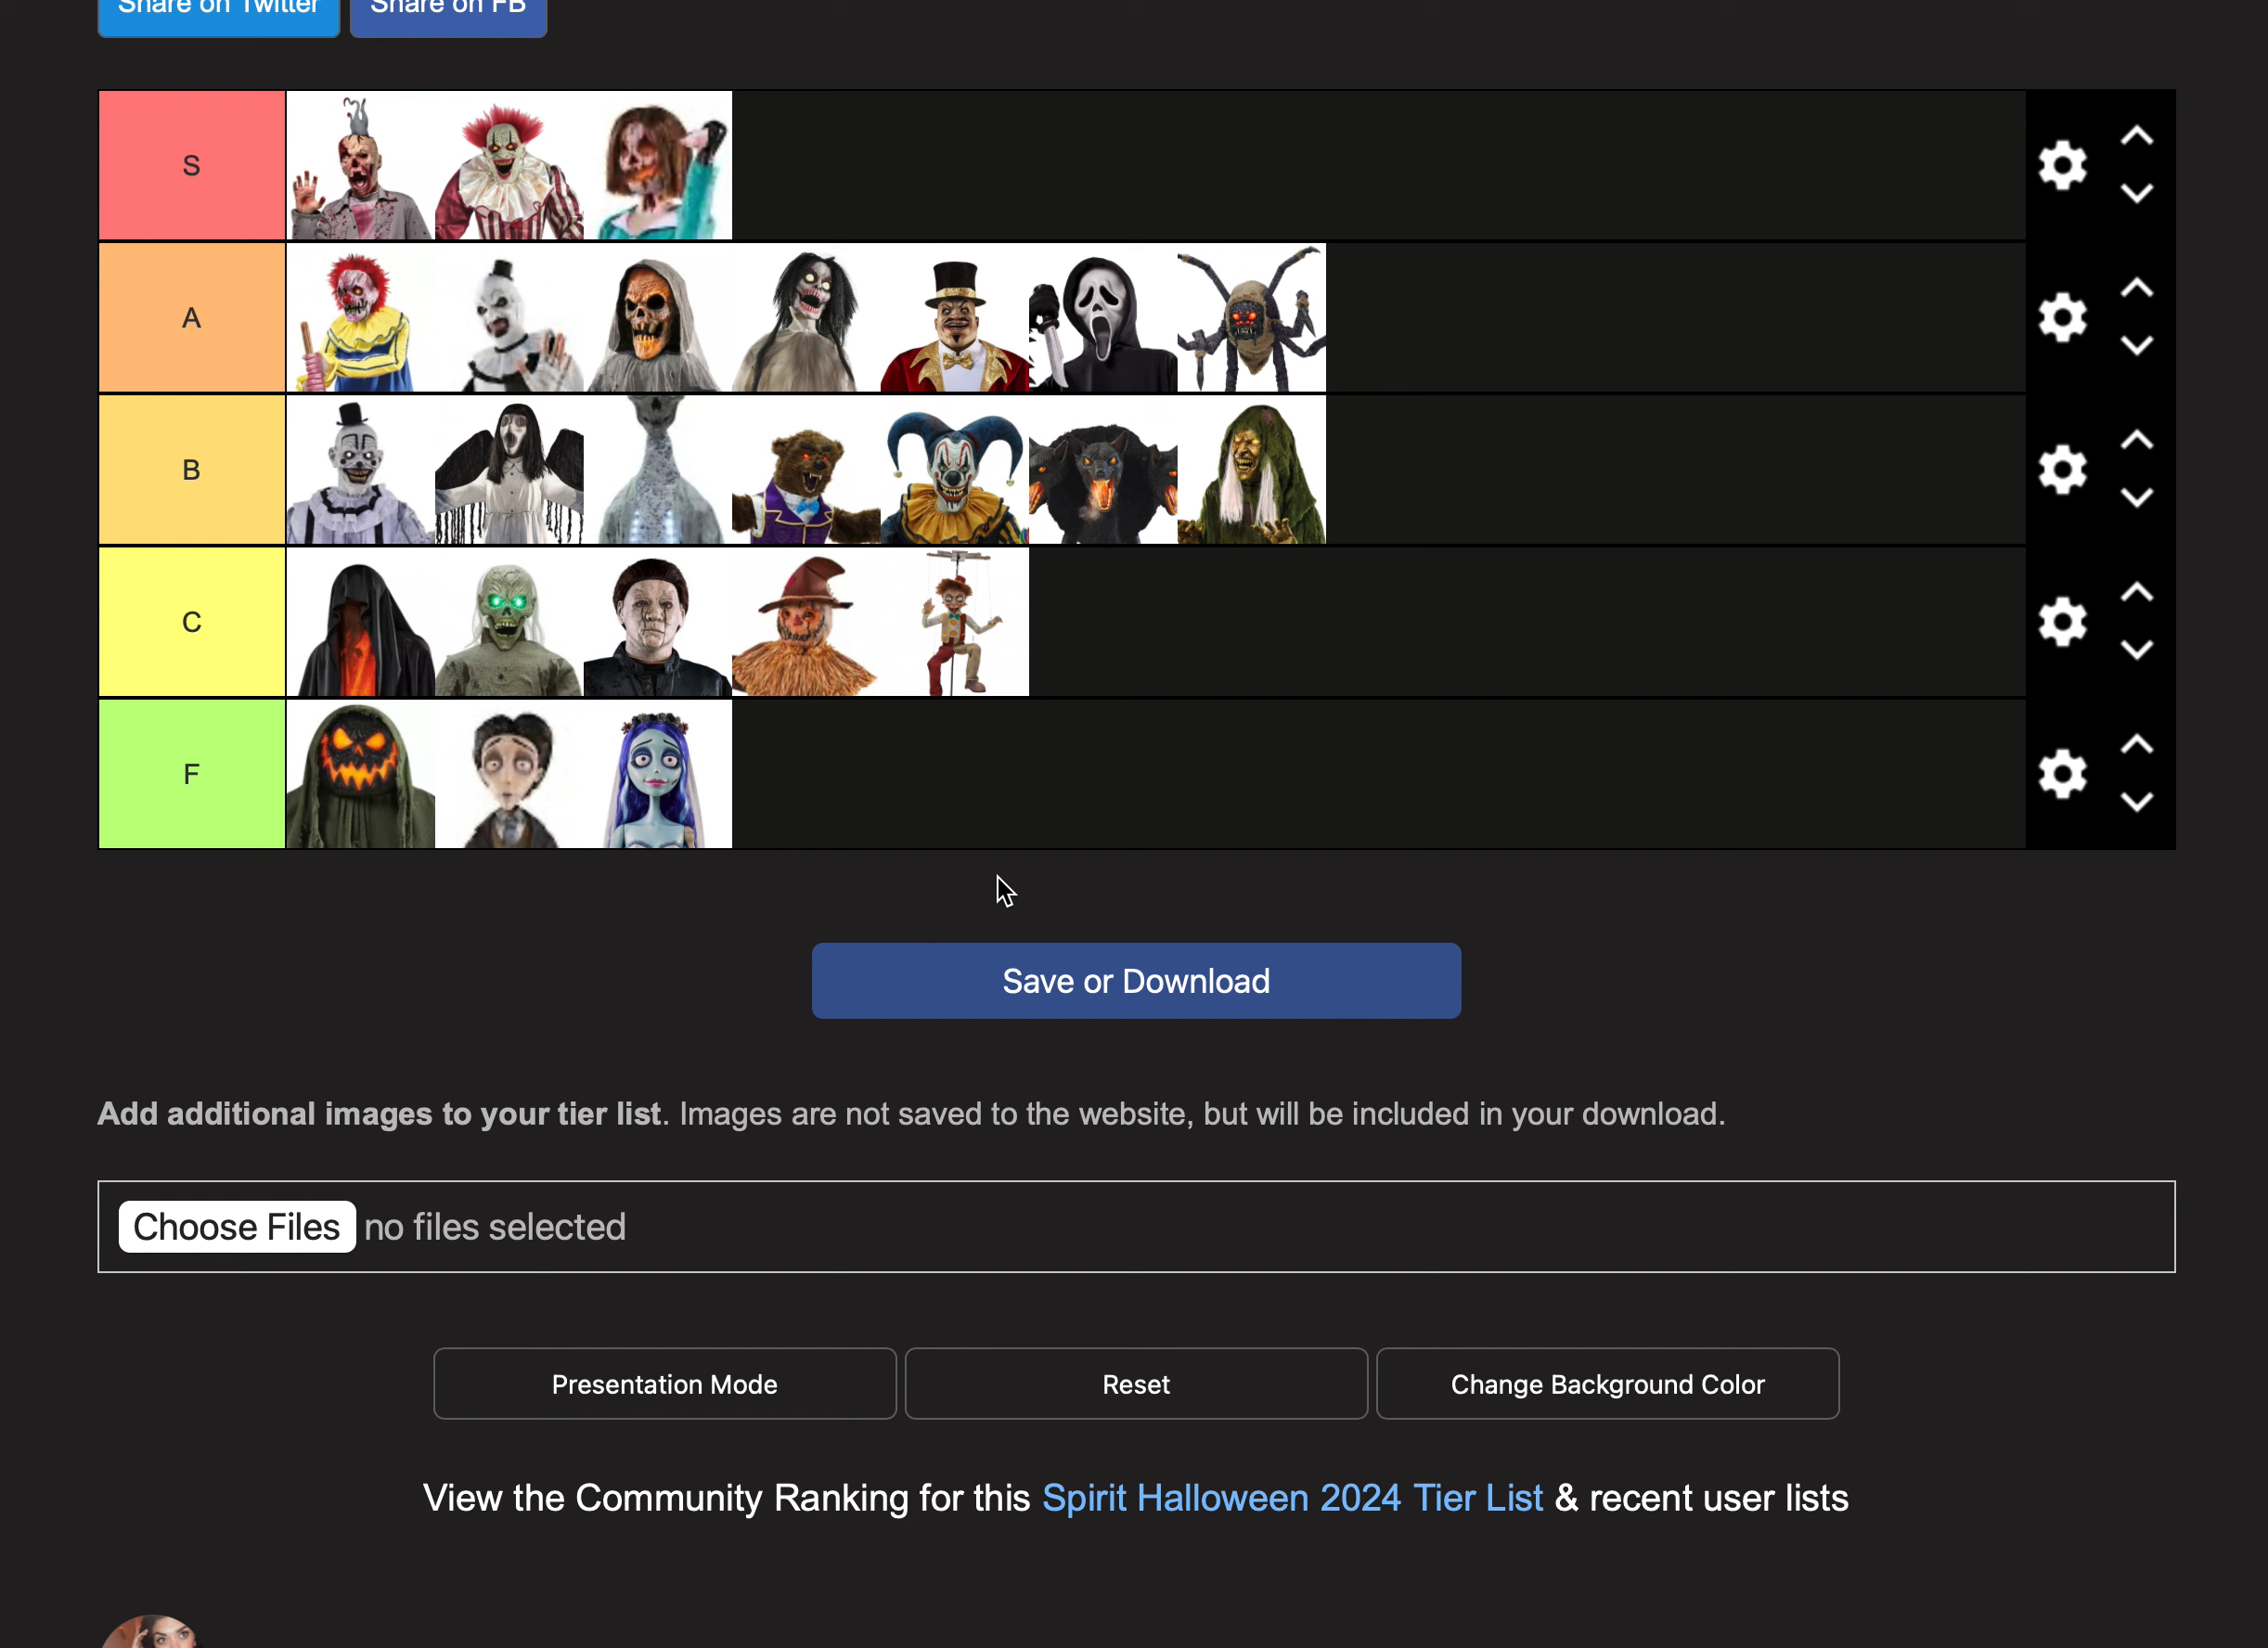 Share on Twitter Share on FB
S
A
B
C
F
Save or Download
Add additional images to your tier list. Images are not saved to the website, but will be included in your download.
Choose Files no files selected
Presentation Mode Reset Change Background Color
View the Community Ranking for this Spirit Halloween 2024 Tier List & recent user lists